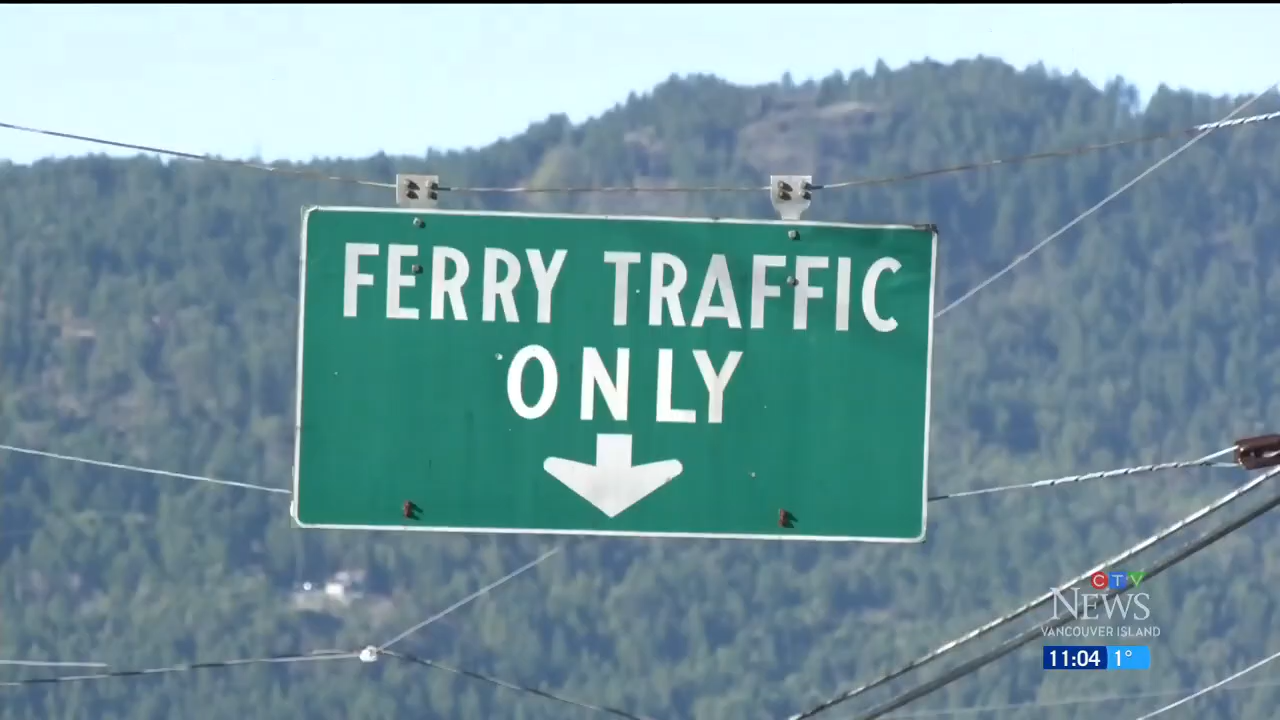 FERRY TRAFFIC
ONLY
CTV
NEWS
VANCOUVER ISLAND
11:04 1°